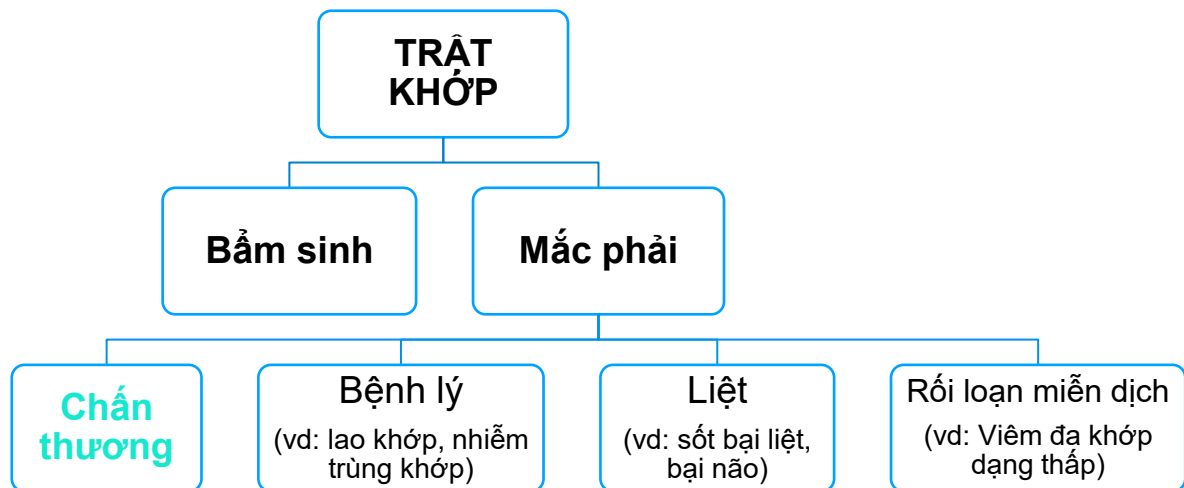 TRẬT
KHỚP
Bẩm sinh
Mắc phải
Chấn
thương
Bệnh lý
(vd: lao khớp, nhiễm
trùng khớp)
Liệt
(vd: sốt bại liệt,
bại não)
Rối loạn miễn dịch
(vd: Viêm đa khớp
dạng thấp)